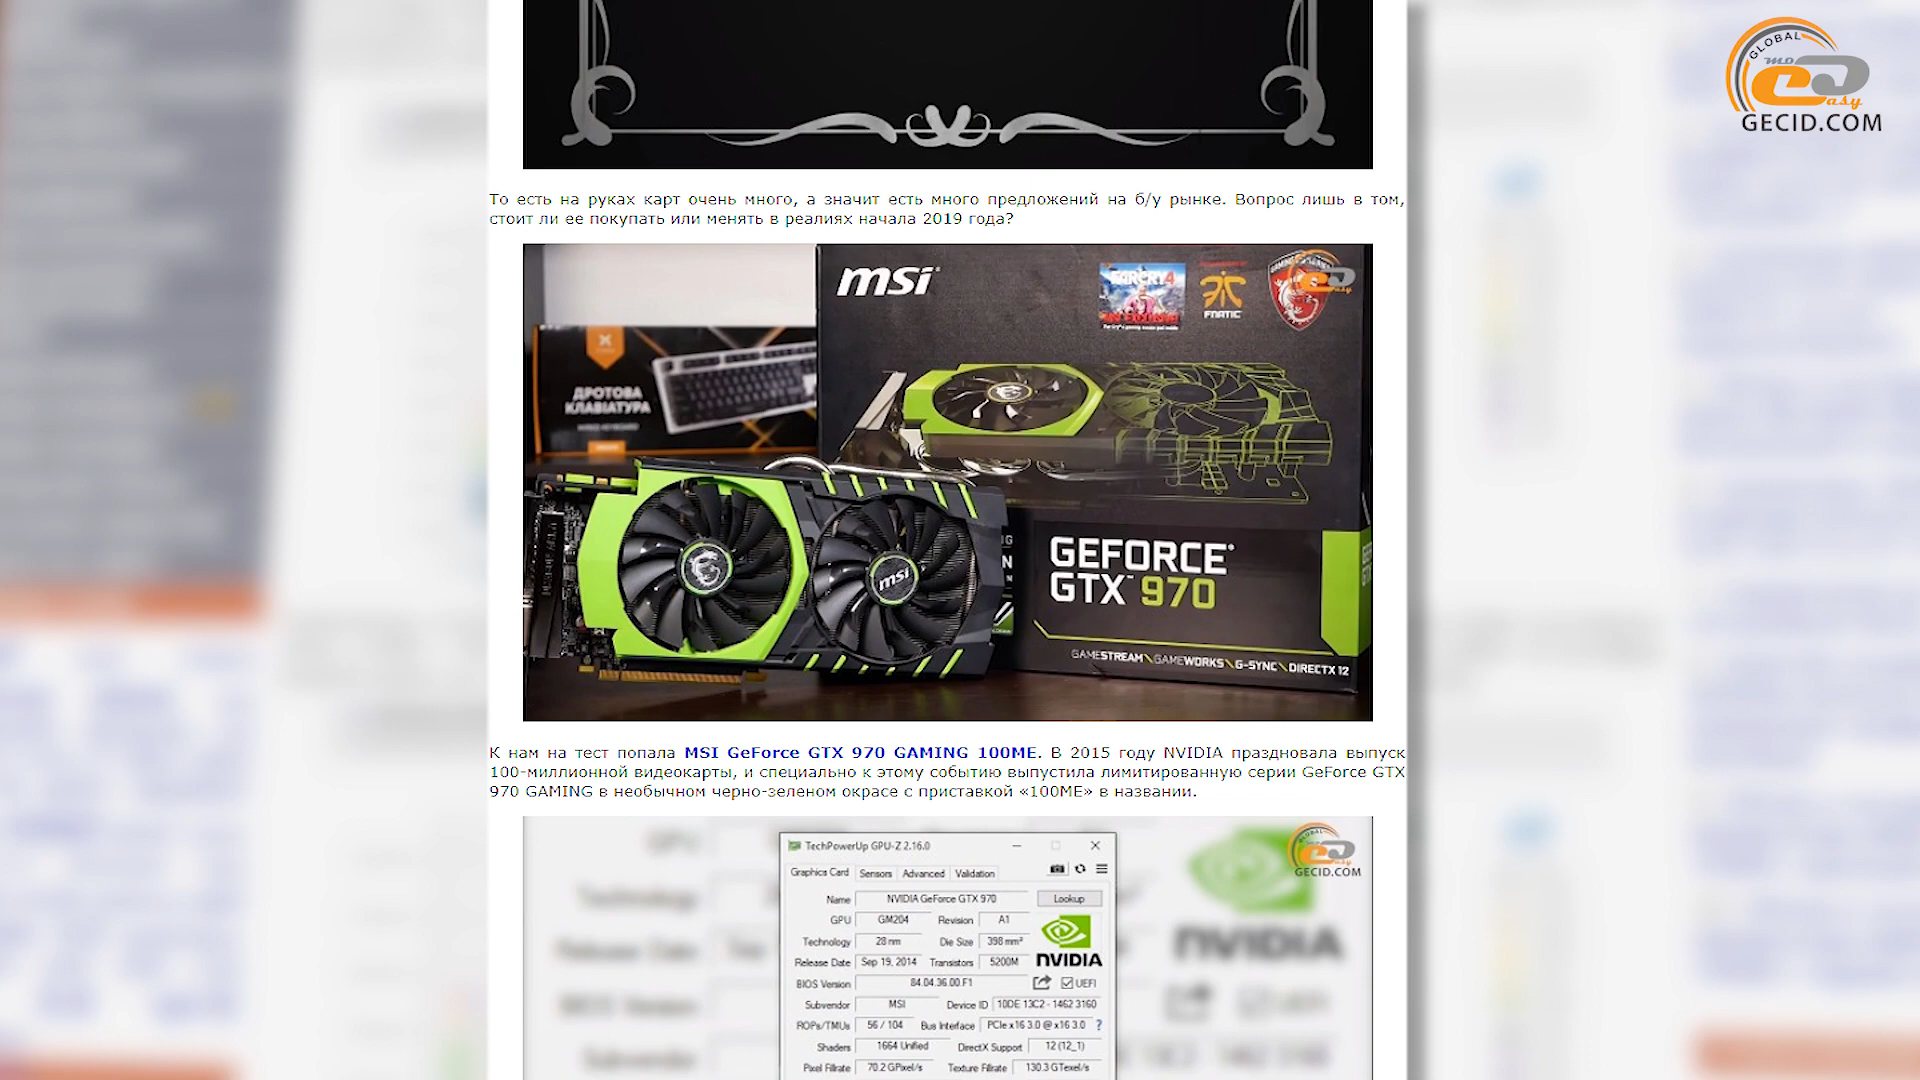 GLOBAL
easy
GECID.COM
То есть на руках карт очень много, а значит есть много предложений на б/у рынке. Вопрос лишь в том,
стоит ли ее покупать или менять в реалиях начала 2019 года?
msi
FARCRY 4
FNATIC
ДРОТОВА
КЛАВІАТУРА
msi
GEFORCE
GTX 970
GAMESTREAM\GAMEWORKS\G-SYNC\DIRECTX 12
К нам на тест попала MSI GeForce GTX 970 GAMING 100ME. В 2015 году NVIDIA праздновала выпуск
100-миллионной видеокарты, и специально к этому событию выпустила лимитированную серии GeForce GTX
970 GAMING в необычном черно-зеленом окрасе с приставкой «100ME» в названии.
GECID.COM
TechPowerUp GPU-Z 2.16.0
Graphics Card Sensors Advanced Validation
Name NVIDIA GeForce GTX 970 Lookup
GPU GM204 Revision A1
Technology 28 nm Die Size 398 mm²
Release Date Sep 19, 2014 Transistors 5200M
NVIDIA
BIOS Version 84.04.36.00.F1 UEFI
Subvendor MSI Device ID 10DE 13C2 - 1462 3160
ROPs/TMUs 56 / 104 Bus Interface PCIe x16 3.0 @ x16 3.0 ?
Shaders 1664 Unified DirectX Support 12 (12_1)
Pixel Fillrate 70.2 GPixel/s Texture Fillrate 130.3 GTexel/s
NVIDIA